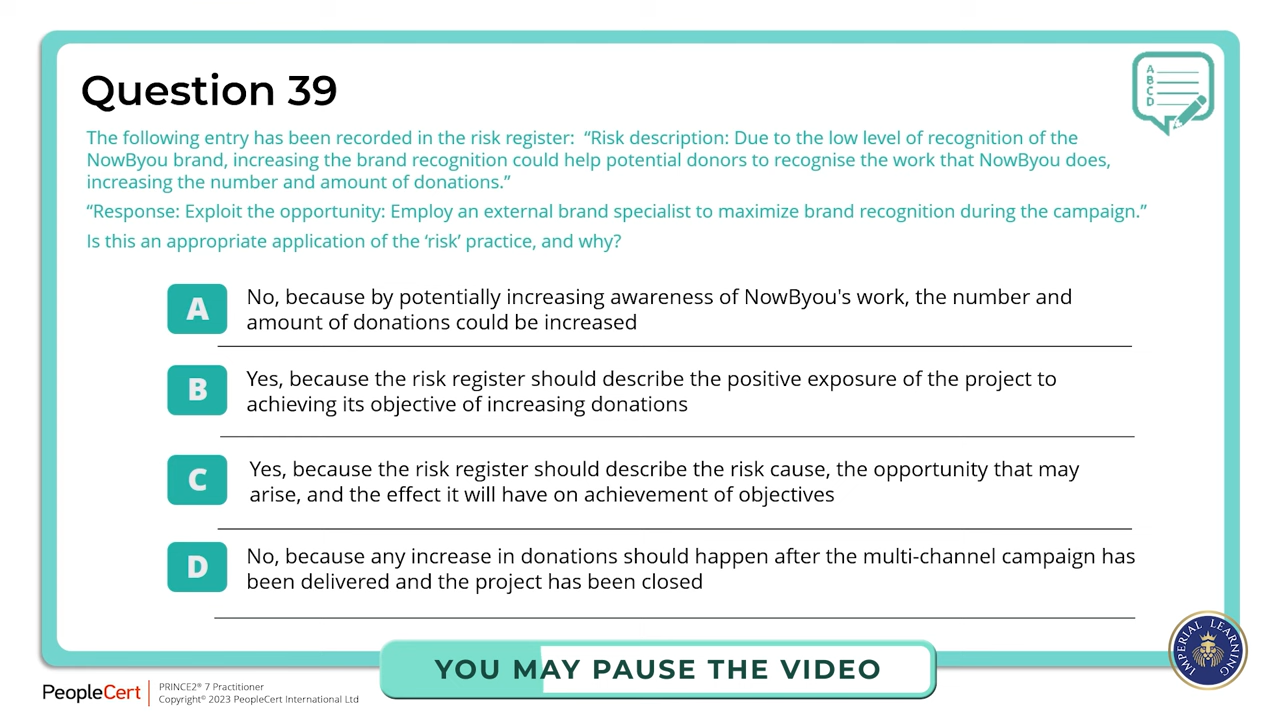 Question 39
A
B
C
D
The following entry has been recorded in the risk register: “Risk description: Due to the low level of recognition of the
NowByou brand, increasing the brand recognition could help potential donors to recognise the work that NowByou does,
increasing the number and amount of donations.”
“Response: Exploit the opportunity: Employ an external brand specialist to maximize brand recognition during the campaign.”
Is this an appropriate application of the ‘risk’ practice, and why?
A
No, because by potentially increasing awareness of NowByou's work, the number and
amount of donations could be increased
B
Yes, because the risk register should describe the positive exposure of the project to
achieving its objective of increasing donations
C
Yes, because the risk register should describe the risk cause, the opportunity that may
arise, and the effect it will have on achievement of objectives
D
No, because any increase in donations should happen after the multi-channel campaign has
been delivered and the project has been closed
YOU MAY PAUSE THE VIDEO
IMPERIAL LEARNING
PeopleCert
PRINCE2® 7 Practitioner
Copyright© 2023 PeopleCert International Ltd